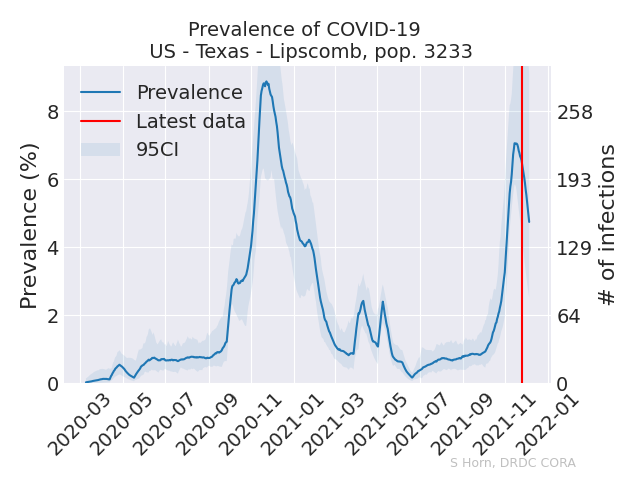 Prevalence of COVID-19
US - Texas - Lipscomb, pop. 3233
Prevalence
Latest data
95CI
Prevalence (%)
8
6
4
2
0
258
193
129
64
0
# of infections
2020-03
2020-05
2020-07
2020-09
2020-11
2021-01
2021-03
2021-05
2021-07
2021-09
2021-11
2022-01
S Horn, DRDC CORA